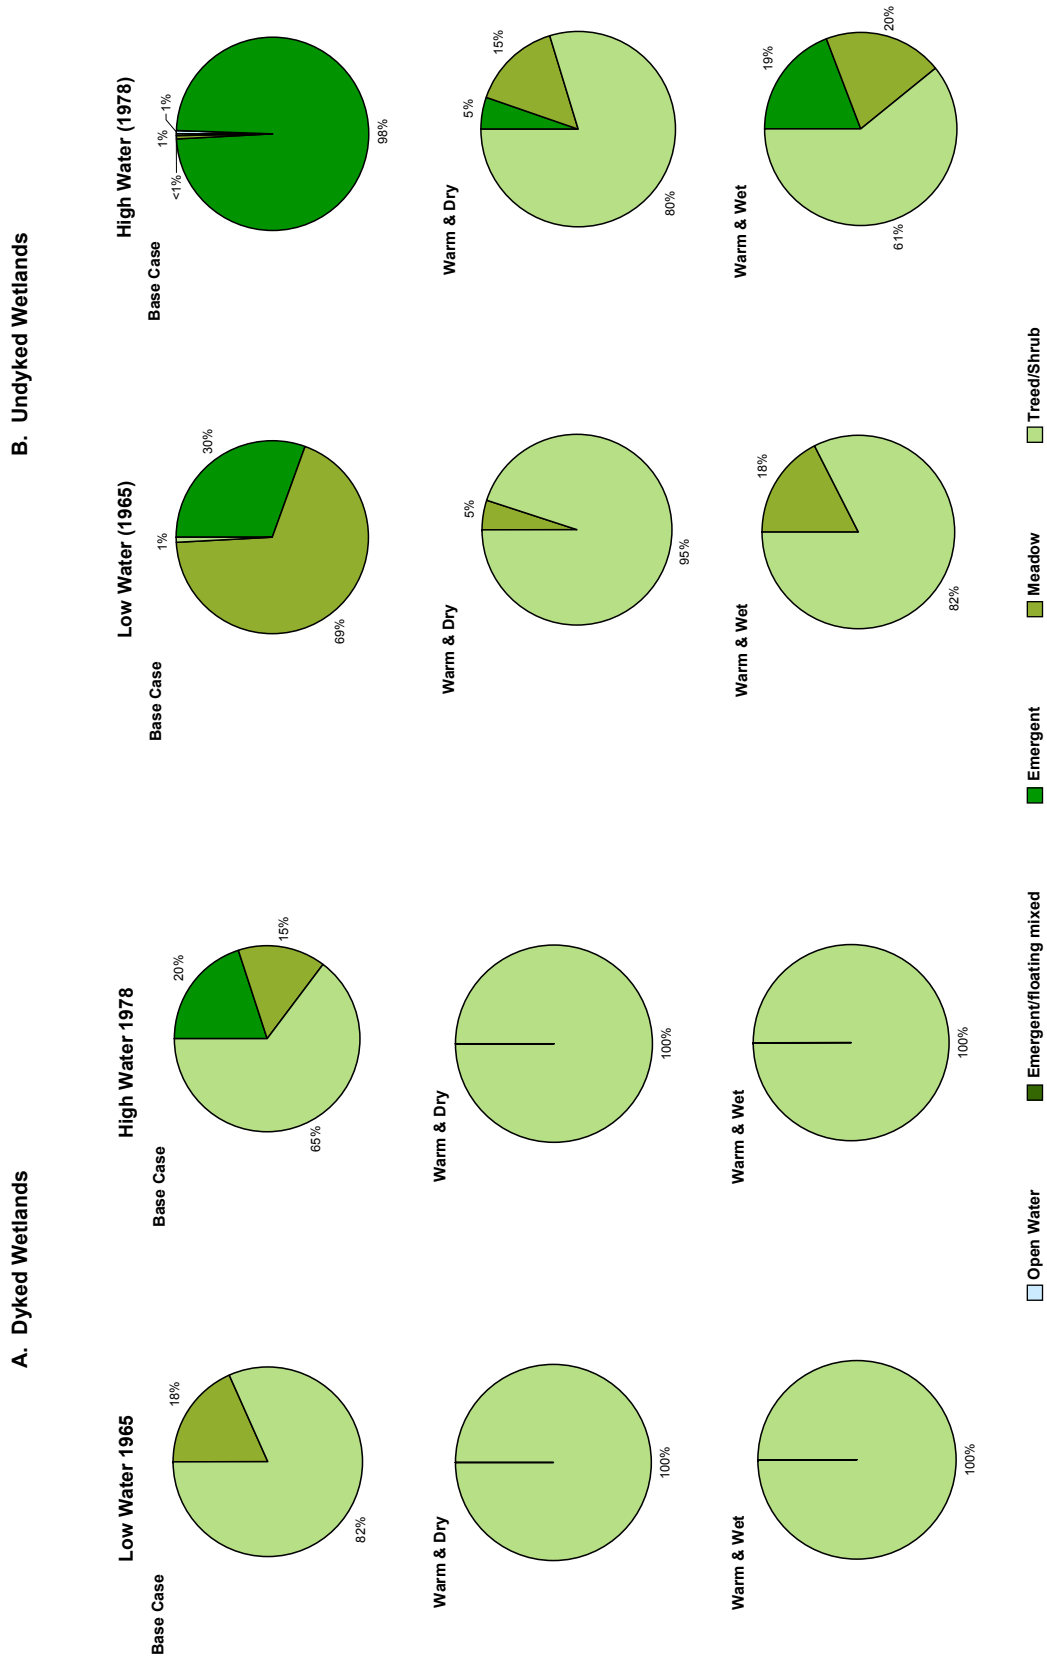 A. Dyked Wetlands
B. Undyked Wetlands
Low Water 1965
High Water 1978
Low Water (1965)
High Water (1978)
Base Case
18%
82%
Base Case
20%
15%
65%
Base Case
1%
30%
69%
Base Case
<1%
1%
1%
98%
Warm & Dry
100%
Warm & Dry
100%
Warm & Dry
5%
95%
Warm & Dry
5%
15%
80%
Warm & Wet
100%
Warm & Wet
100%
Warm & Wet
18%
82%
Warm & Wet
19%
20%
61%
Open Water
Emergent/floating mixed
Emergent
Meadow
Treed/Shrub